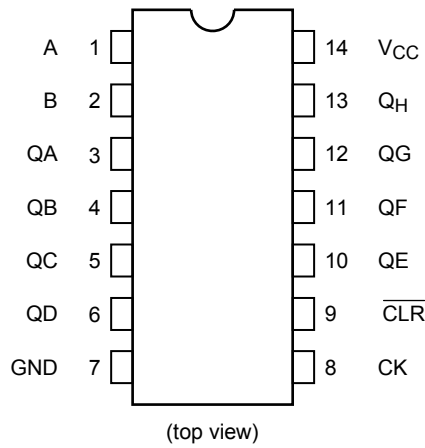 A 1 14 VCC
B 2 13 QH
QA 3 12 QG
QB 4 11 QF
QC 5 10 QE
QD 6 9 C̅L̅R̅
GND 7 8 CK
(top view)